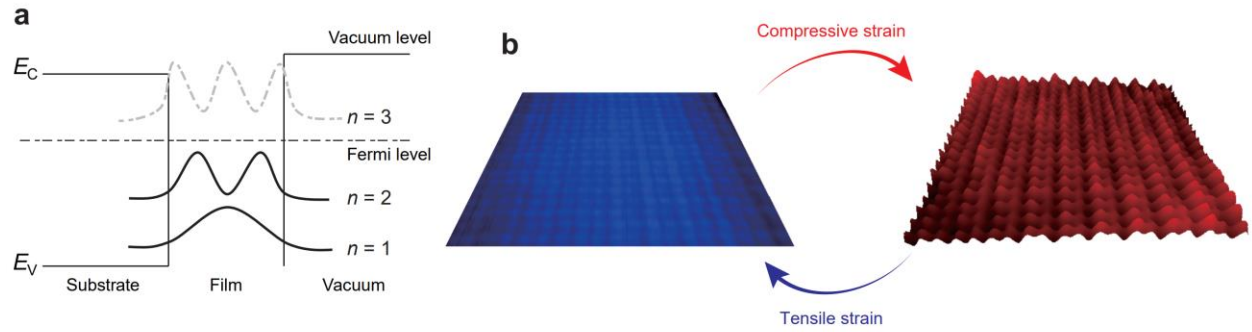 a
Vacuum level
E_C
n = 3
Fermi level
n = 2
n = 1
E_V
Substrate
Film
Vacuum
b
Compressive strain
Tensile strain